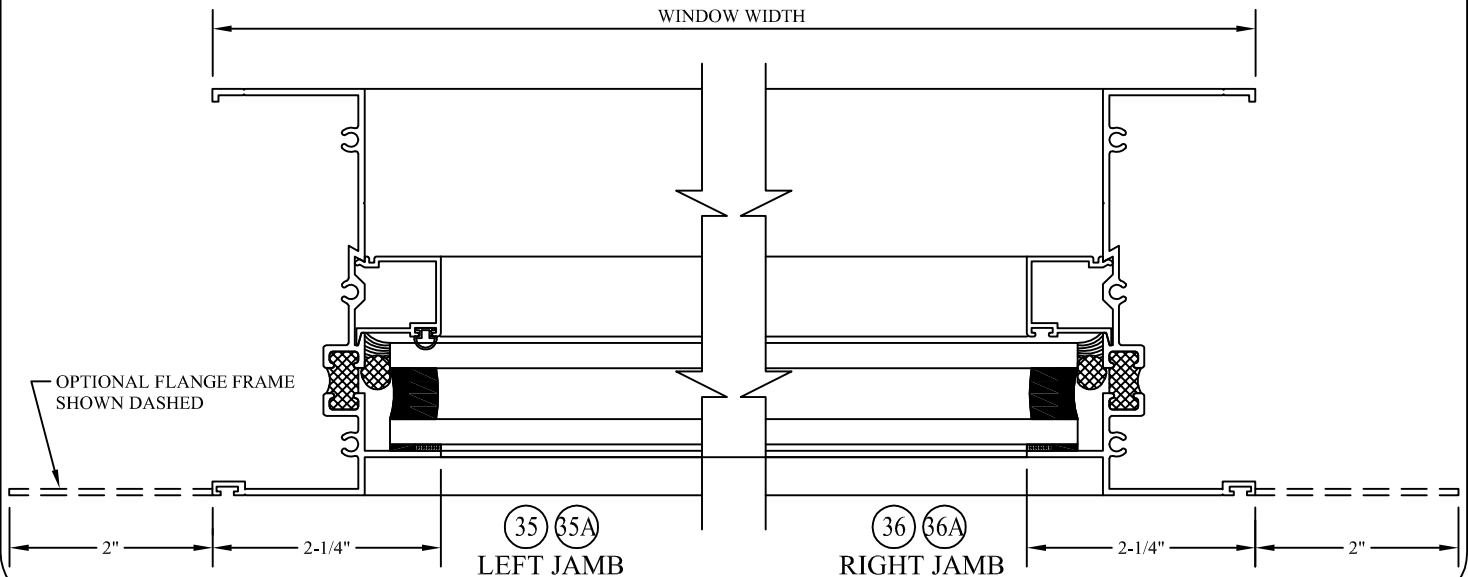 WINDOW WIDTH
OPTIONAL FLANGE FRAME
SHOWN DASHED
2"
2-1/4"
35 35A
LEFT JAMB
36 36A
RIGHT JAMB
2-1/4"
2"